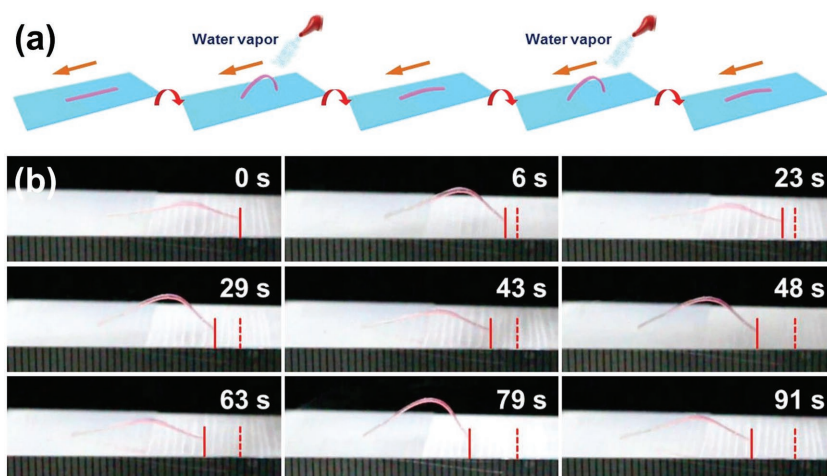 (a)
Water vapor
Water vapor
(b)
0 s
6 s
23 s
29 s
43 s
48 s
63 s
79 s
91 s